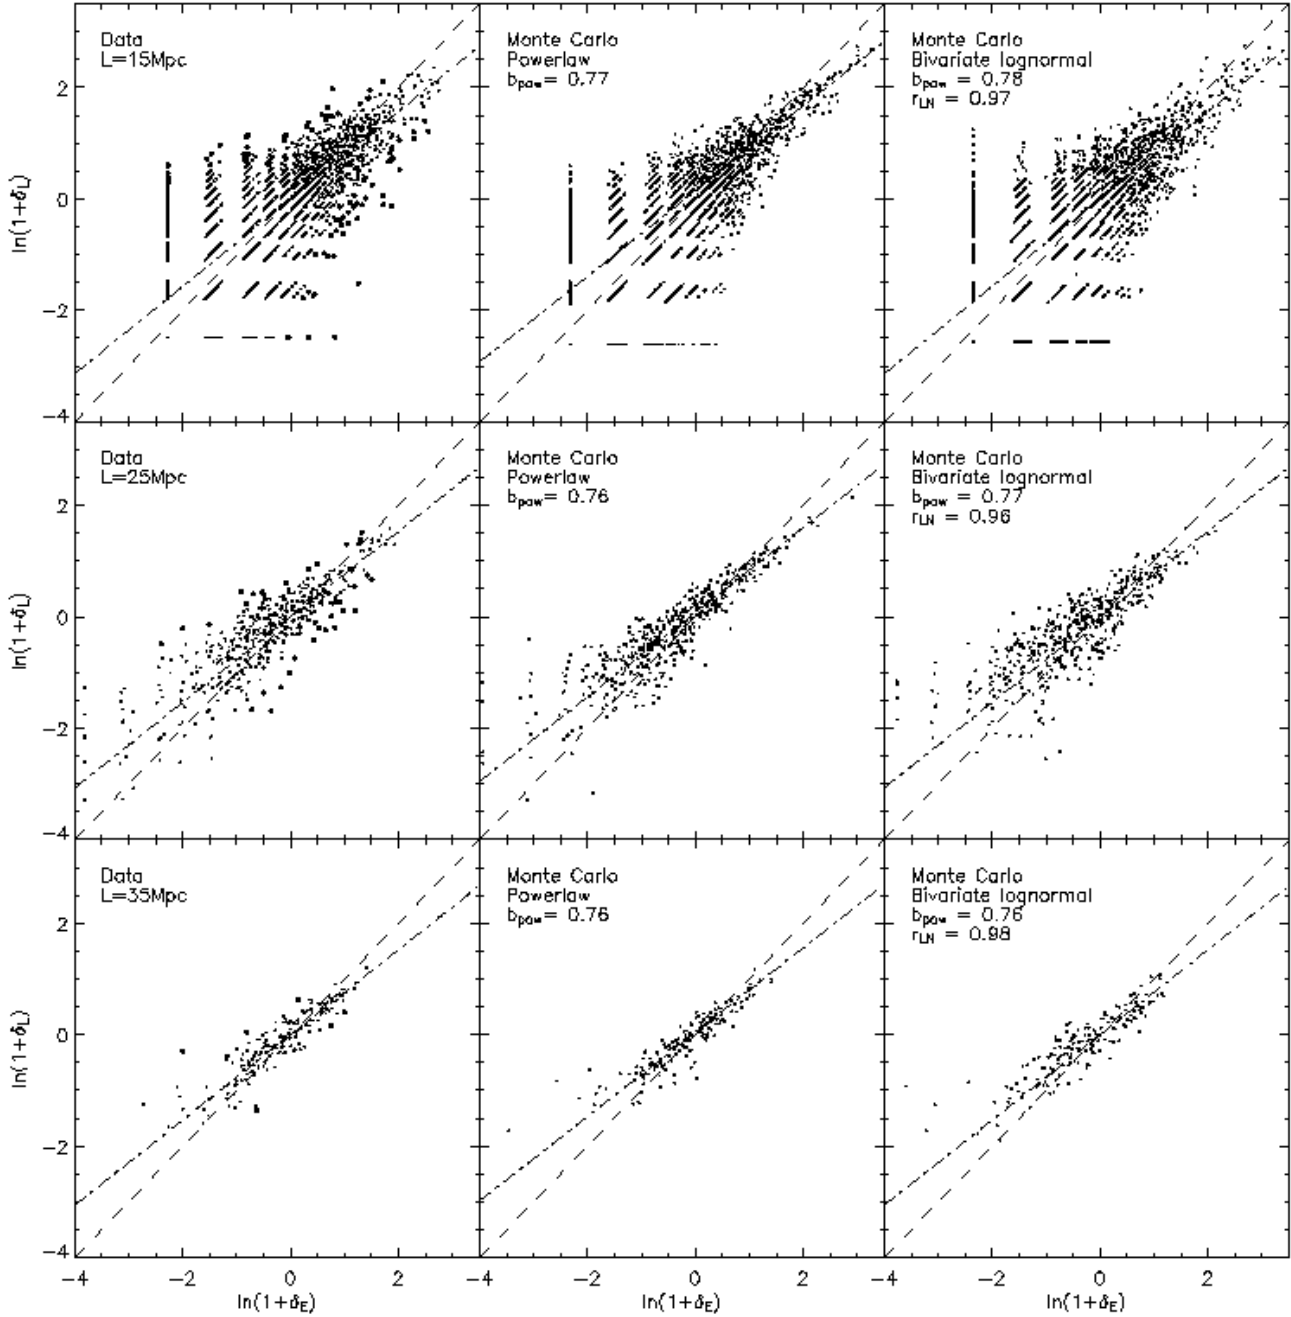 Data
L=15Mpc
Monte Carlo
Powerlaw
b_pow= 0.77
Monte Carlo
Bivariate lognormal
b_pow = 0.78
r_LN = 0.97
2
0
−2
−4
ln(1+δ_L)
Data
L=25Mpc
Monte Carlo
Powerlaw
b_pow= 0.76
Monte Carlo
Bivariate lognormal
b_pow = 0.77
r_LN = 0.96
2
0
−2
−4
ln(1+δ_L)
Data
L=35Mpc
Monte Carlo
Powerlaw
b_pow= 0.76
Monte Carlo
Bivariate lognormal
b_pow = 0.76
r_LN = 0.98
2
0
−2
−4
ln(1+δ_L)
−4 −2 0 2 −4 −2 0 2 −4 −2 0 2
ln(1+δ_E) ln(1+δ_E) ln(1+δ_E)